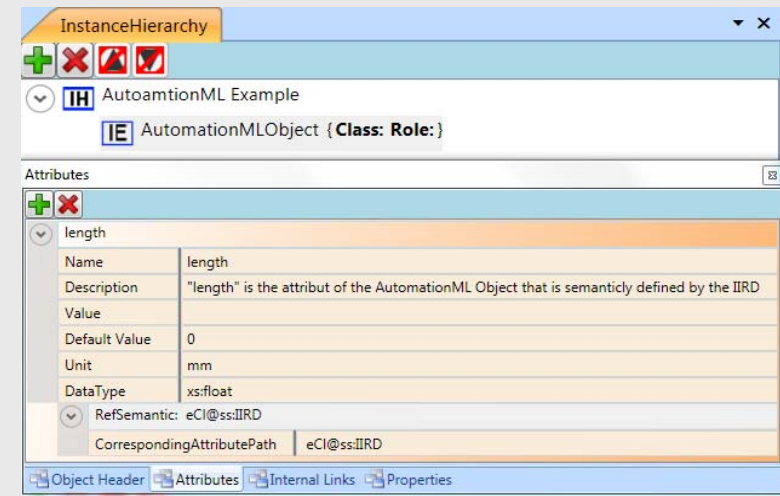 InstanceHierarchy
IH AutoamtionML Example
IE AutomationMLObject {Class: Role:}
Attributes
length
Name length
Description "length" is the attribut of the AutomationML Object that is semanticly defined by the IIRD
Value
Default Value 0
Unit mm
DataType xs:float
RefSemantic: eCl@ss:IIRD
CorrespondingAttributePath eCl@ss:IIRD
Object Header Attributes Internal Links Properties